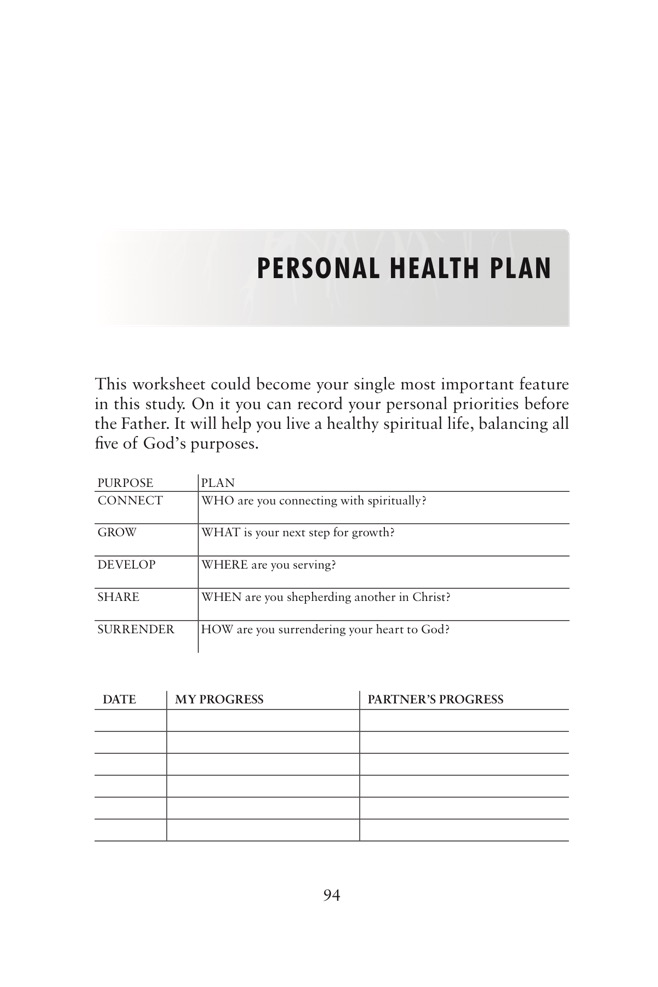 PERSONAL HEALTH PLAN
This worksheet could become your single most important feature
in this study. On it you can record your personal priorities before
the Father. It will help you live a healthy spiritual life, balancing all
five of God’s purposes.
PURPOSE PLAN
CONNECT WHO are you connecting with spiritually?
GROW WHAT is your next step for growth?
DEVELOP WHERE are you serving?
SHARE WHEN are you shepherding another in Christ?
SURRENDER HOW are you surrendering your heart to God?
DATE MY PROGRESS PARTNER’S PROGRESS
94